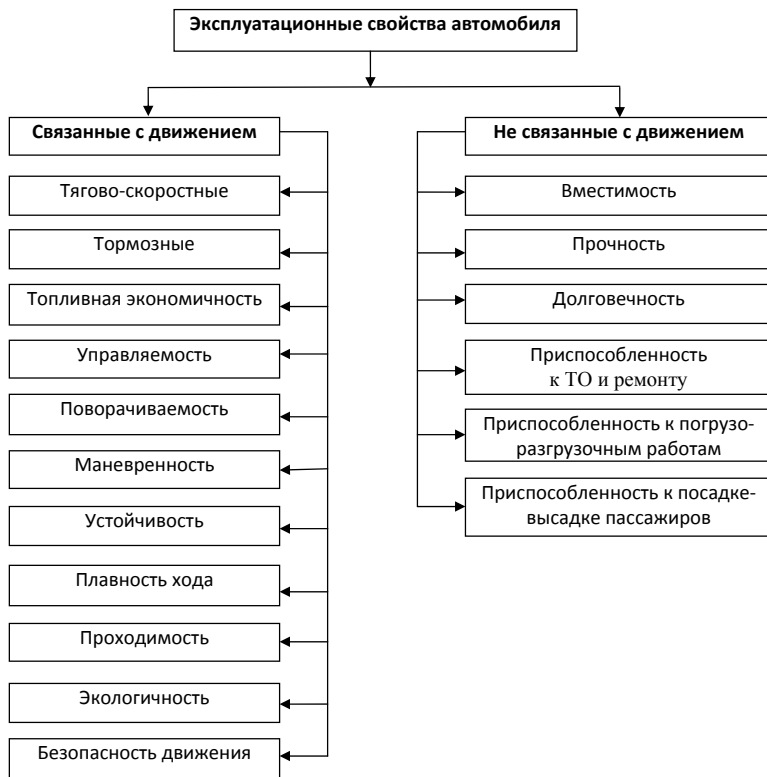 Эксплуатационные свойства автомобиля
Связанные с движением
Тягово-скоростные
Тормозные
Топливная экономичность
Управляемость
Поворачиваемость
Маневренность
Устойчивость
Плавность хода
Проходимость
Экологичность
Безопасность движения
Не связанные с движением
Вместимость
Прочность
Долговечность
Приспособленность
к ТО и ремонту
Приспособленность к погрузо-
разгрузочным работам
Приспособленность к посадке-
высадке пассажиров